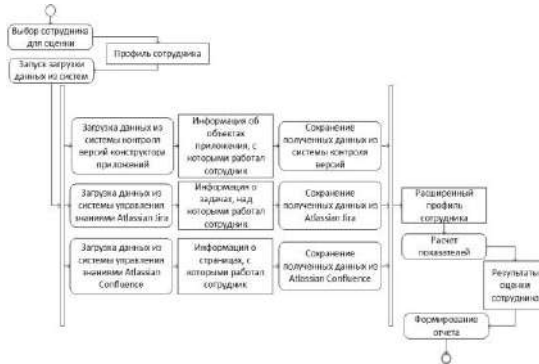 Выбор сотрудника
для оценки
Профиль сотрудника
Запуск загрузки
данных из систем
Загрузка данных из
системы контроля
версий конструктора
приложений
Информация об
объектах
приложения, с
которыми работал
сотрудник
Сохранение
полученных данных из
системы контроля
версий
Загрузка данных из
системы управления
знаниями Atlassian Jira
Информация о
задачах, над
которыми работал
сотрудник
Сохранение
полученных данных из
Atlassian Jira
Загрузка данных из
системы управления
знаниями Atlassian
Confluence
Информация о
страницах, с
которыми работал
сотрудник
Сохранение
полученных данных из
Atlassian Confluence
Расширенный
профиль
сотрудника
Расчет
показателей
Результаты
оценки
сотрудника
Формирование
отчета